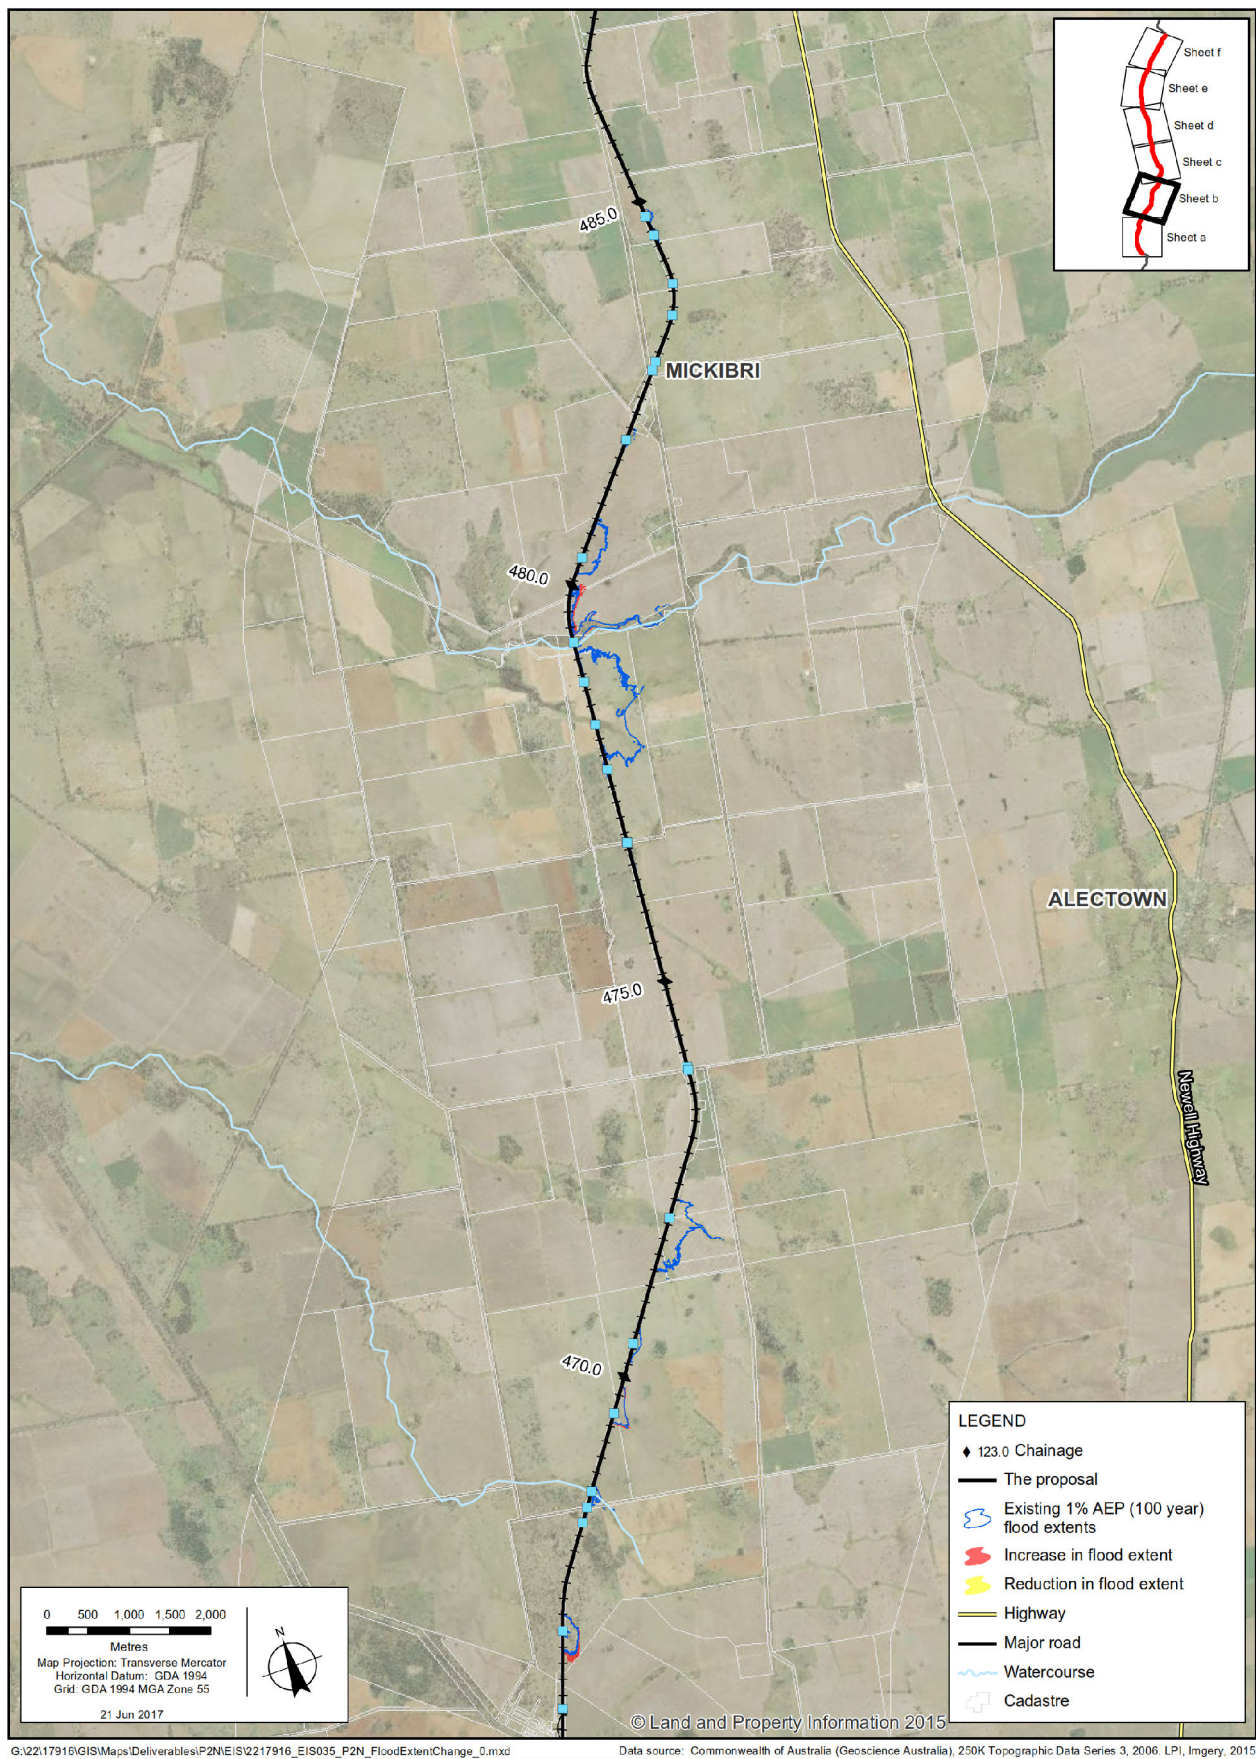 Sheet f
Sheet e
Sheet d
Sheet c
Sheet b
Sheet a
485.0
MICKIBRI
480.0
ALECTOWN
475.0
Newell Highway
470.0
LEGEND
123.0 Chainage
The proposal
Existing 1% AEP (100 year)
flood extents
Increase in flood extent
Reduction in flood extent
Highway
Major road
Watercourse
Cadastre
0 500 1,000 1,500 2,000
Metres
Map Projection: Transverse Mercator
Horizontal Datum: GDA 1994
Grid: GDA 1994 MGA Zone 55
21 Jun 2017
N
© Land and Property Information 2015
G:\22\17916\GIS\Maps\Deliverables\P2N\EIS\2217916_EIS035_P2N_FloodExtentChange_0.mxd
Data source: Commonwealth of Australia (Geoscience Australia), 250K Topographic Data Series 3, 2006, LPI, Imgery, 2015